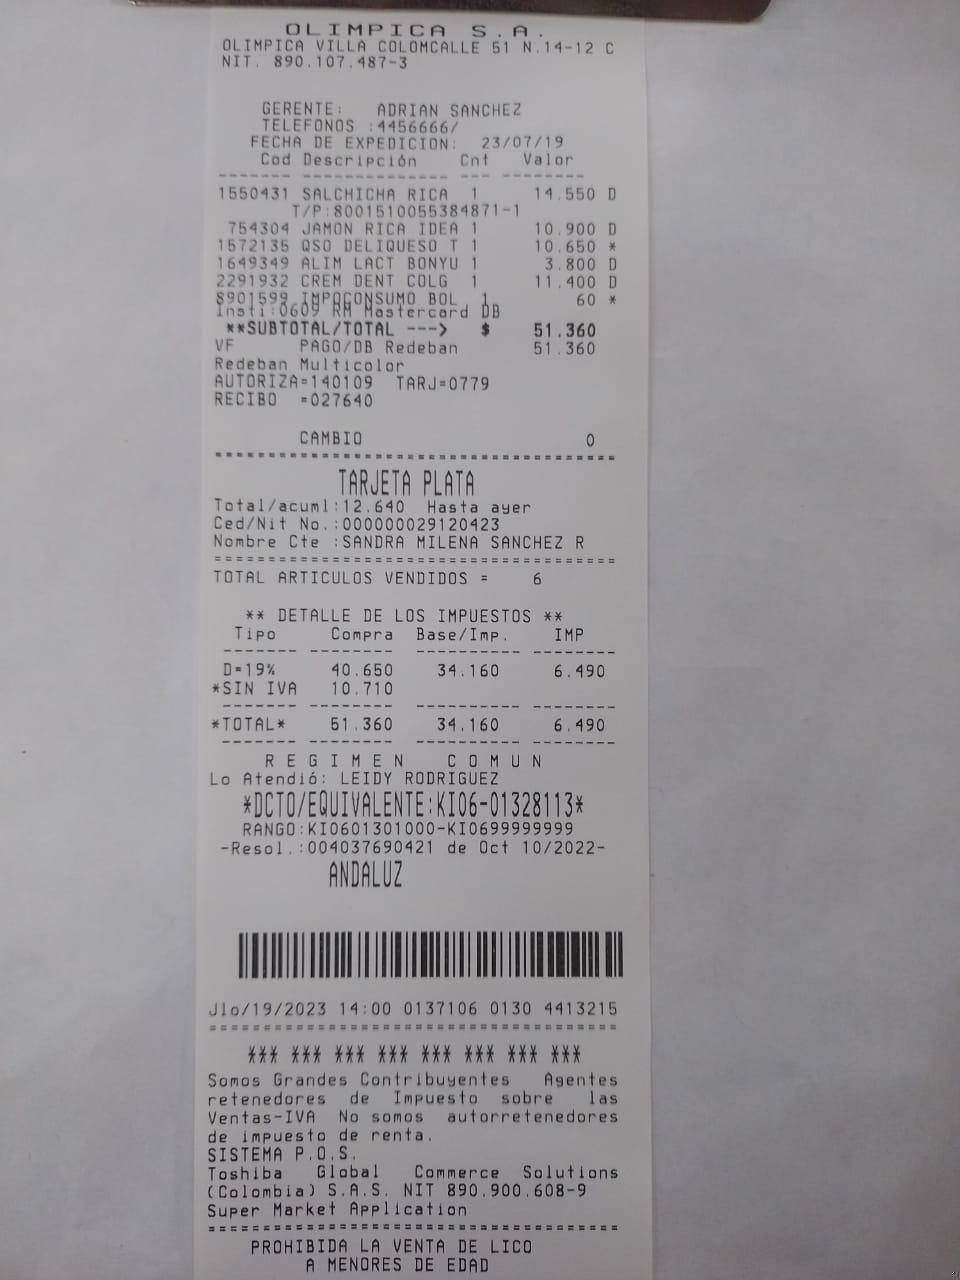 OLIMPICA S.A.
OLIMPICA VILLA COLOMCALLE 51 N.14-12 C
NIT. 890.107.487-3
GERENTE: ADRIAN SANCHEZ
TELEFONOS :4456666/
FECHA DE EXPEDICION: 23/07/19
Cod Descripción Cnt Valor
------- -------------- --- --------
1550431 SALCHICHA RICA 1 14.550 D
T/P:8001510055384871-1
754304 JAMON RICA IDEA 1 10.900 D
1572135 QSO DELIQUESO T 1 10.650 *
1649349 ALIM LACT BONYU 1 3.800 D
2291932 CREM DENT COLG 1 11.400 D
8901599 IMPOCONSUMO BOL 1 60 *
Insti:0609 RM Mastercard DB
**SUBTOTAL/TOTAL ---> $ 51.360
VF PAGO/DB Redeban 51.360
Redeban Multicolor
AUTORIZA=140109 TARJ=0779
RECIBO =027640
CAMBIO 0
======================================
TARJETA PLATA
Total/acuml:12.640 Hasta ayer
Ced/Nit No.:000000029120423
Nombre Cte :SANDRA MILENA SANCHEZ R
======================================
TOTAL ARTICULOS VENDIDOS = 6
** DETALLE DE LOS IMPUESTOS **
Tipo Compra Base/Imp. IMP
------- -------- ---------- --------
D=19% 40.650 34.160 6.490
*SIN IVA 10.710
------- -------- ---------- --------
*TOTAL* 51.360 34.160 6.490
------- -------- ---------- --------
R E G I M E N C O M U N
Lo Atendió: LEIDY RODRIGUEZ
*DCTO/EQUIVALENTE:KI06-01328113*
RANGO:KI0601301000-KI0699999999
-Resol.:004037690421 de Oct 10/2022-
ANDALUZ
Jlo/19/2023 14:00 0137106 0130 4413215
======================================
*** *** *** *** *** *** *** ***
Somos Grandes Contribuyentes Agentes
retenedores de Impuesto sobre las
Ventas-IVA No somos autorretenedores
de impuesto de renta.
SISTEMA P.O.S.
Toshiba Global Commerce Solutions
(Colombia) S.A.S. NIT 890.900.608-9
Super Market Application
======================================
PROHIBIDA LA VENTA DE LICO
A MENORES DE EDAD